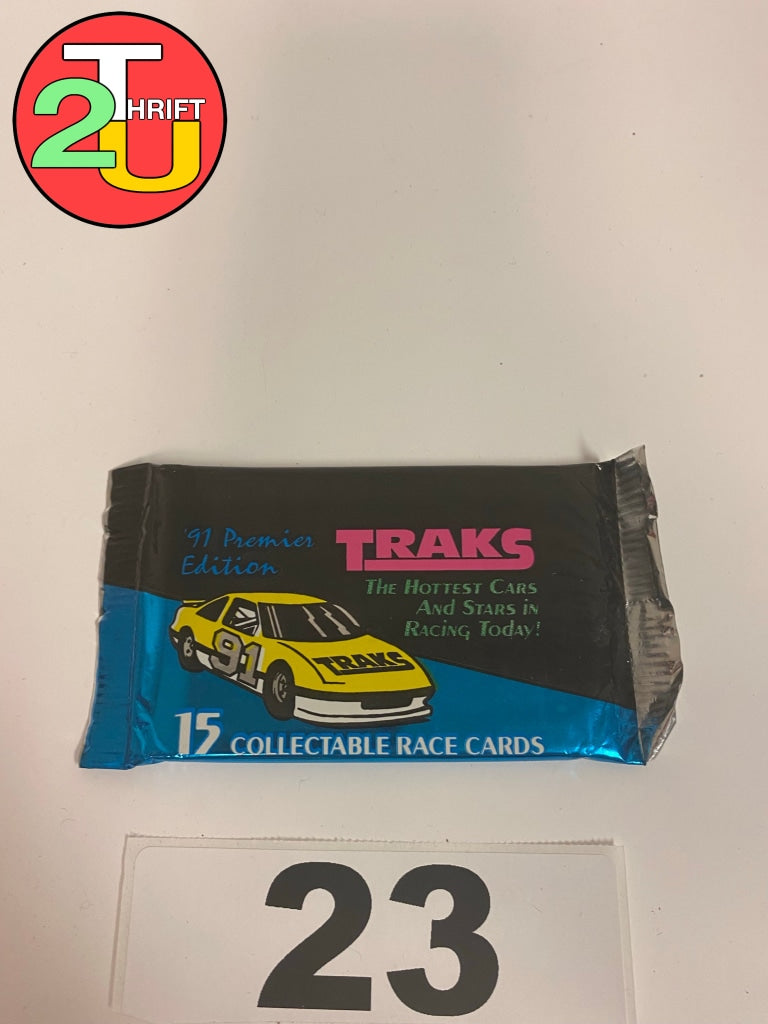 2 THRIFT U
'91 Premier
Edition
TRAKS
THE HOTTEST CARS
AND STARS IN
RACING TODAY!
91
TRAKS
15 COLLECTABLE RACE CARDS
23